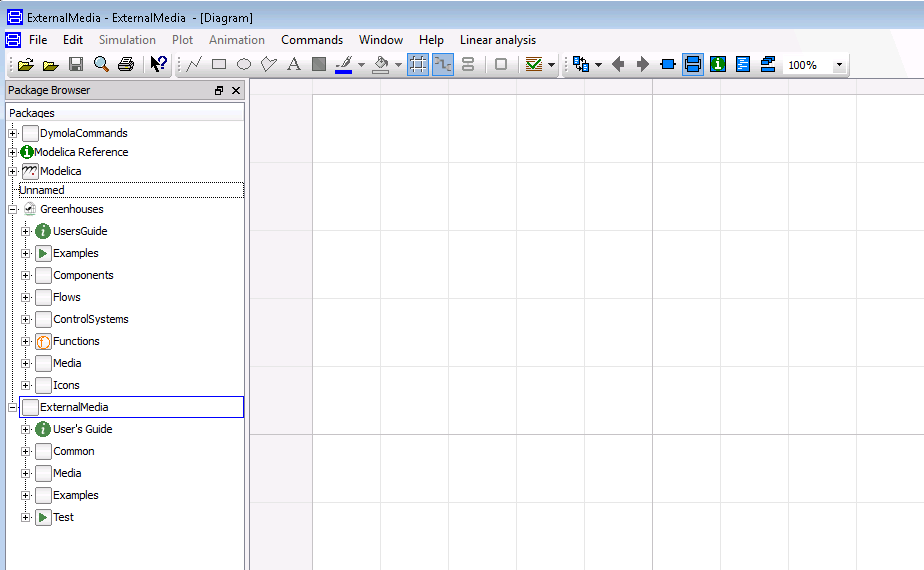 ExternalMedia - ExternalMedia - [Diagram]
File Edit Simulation Plot Animation Commands Window Help Linear analysis
A 100%
Package Browser
Packages
DymolaCommands
Modelica Reference
Modelica
Unnamed
Greenhouses
UsersGuide
Examples
Components
Flows
ControlSystems
Functions
Media
Icons
ExternalMedia
User's Guide
Common
Media
Examples
Test